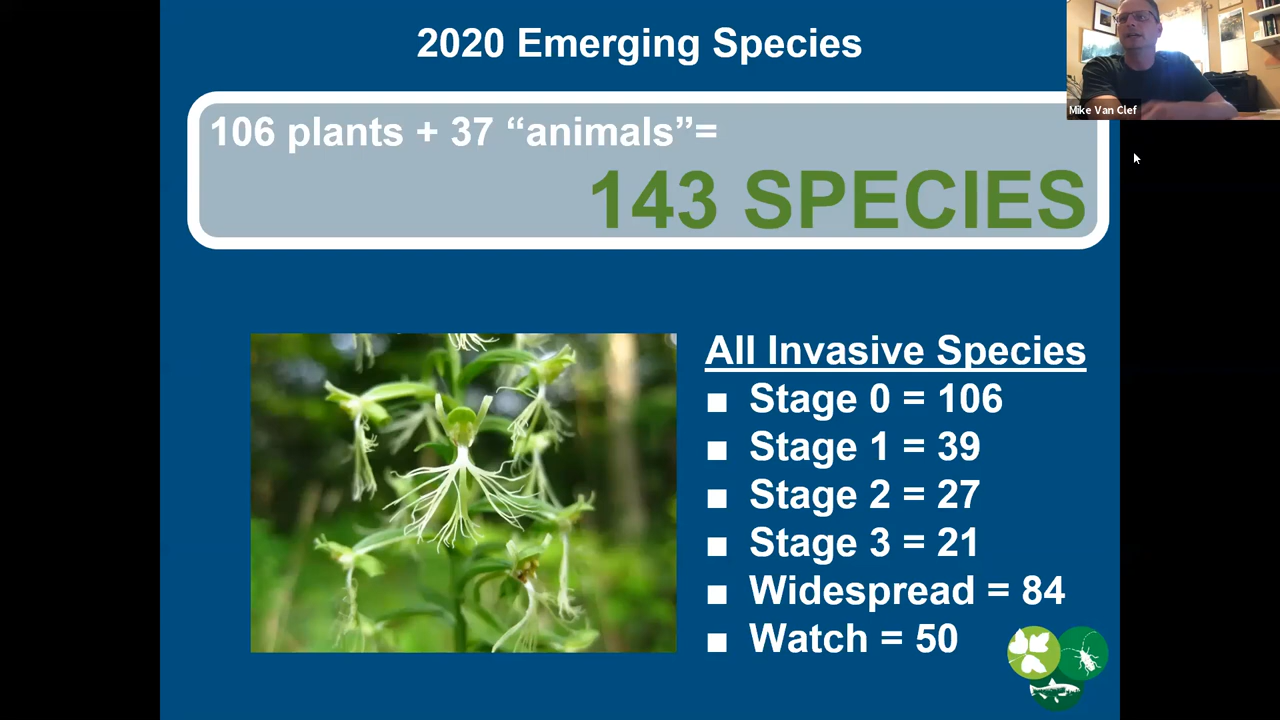 2020 Emerging Species
106 plants + 37 “animals”=
143 SPECIES
Mike Van Clef
All Invasive Species
■ Stage 0 = 106
■ Stage 1 = 39
■ Stage 2 = 27
■ Stage 3 = 21
■ Widespread = 84
■ Watch = 50